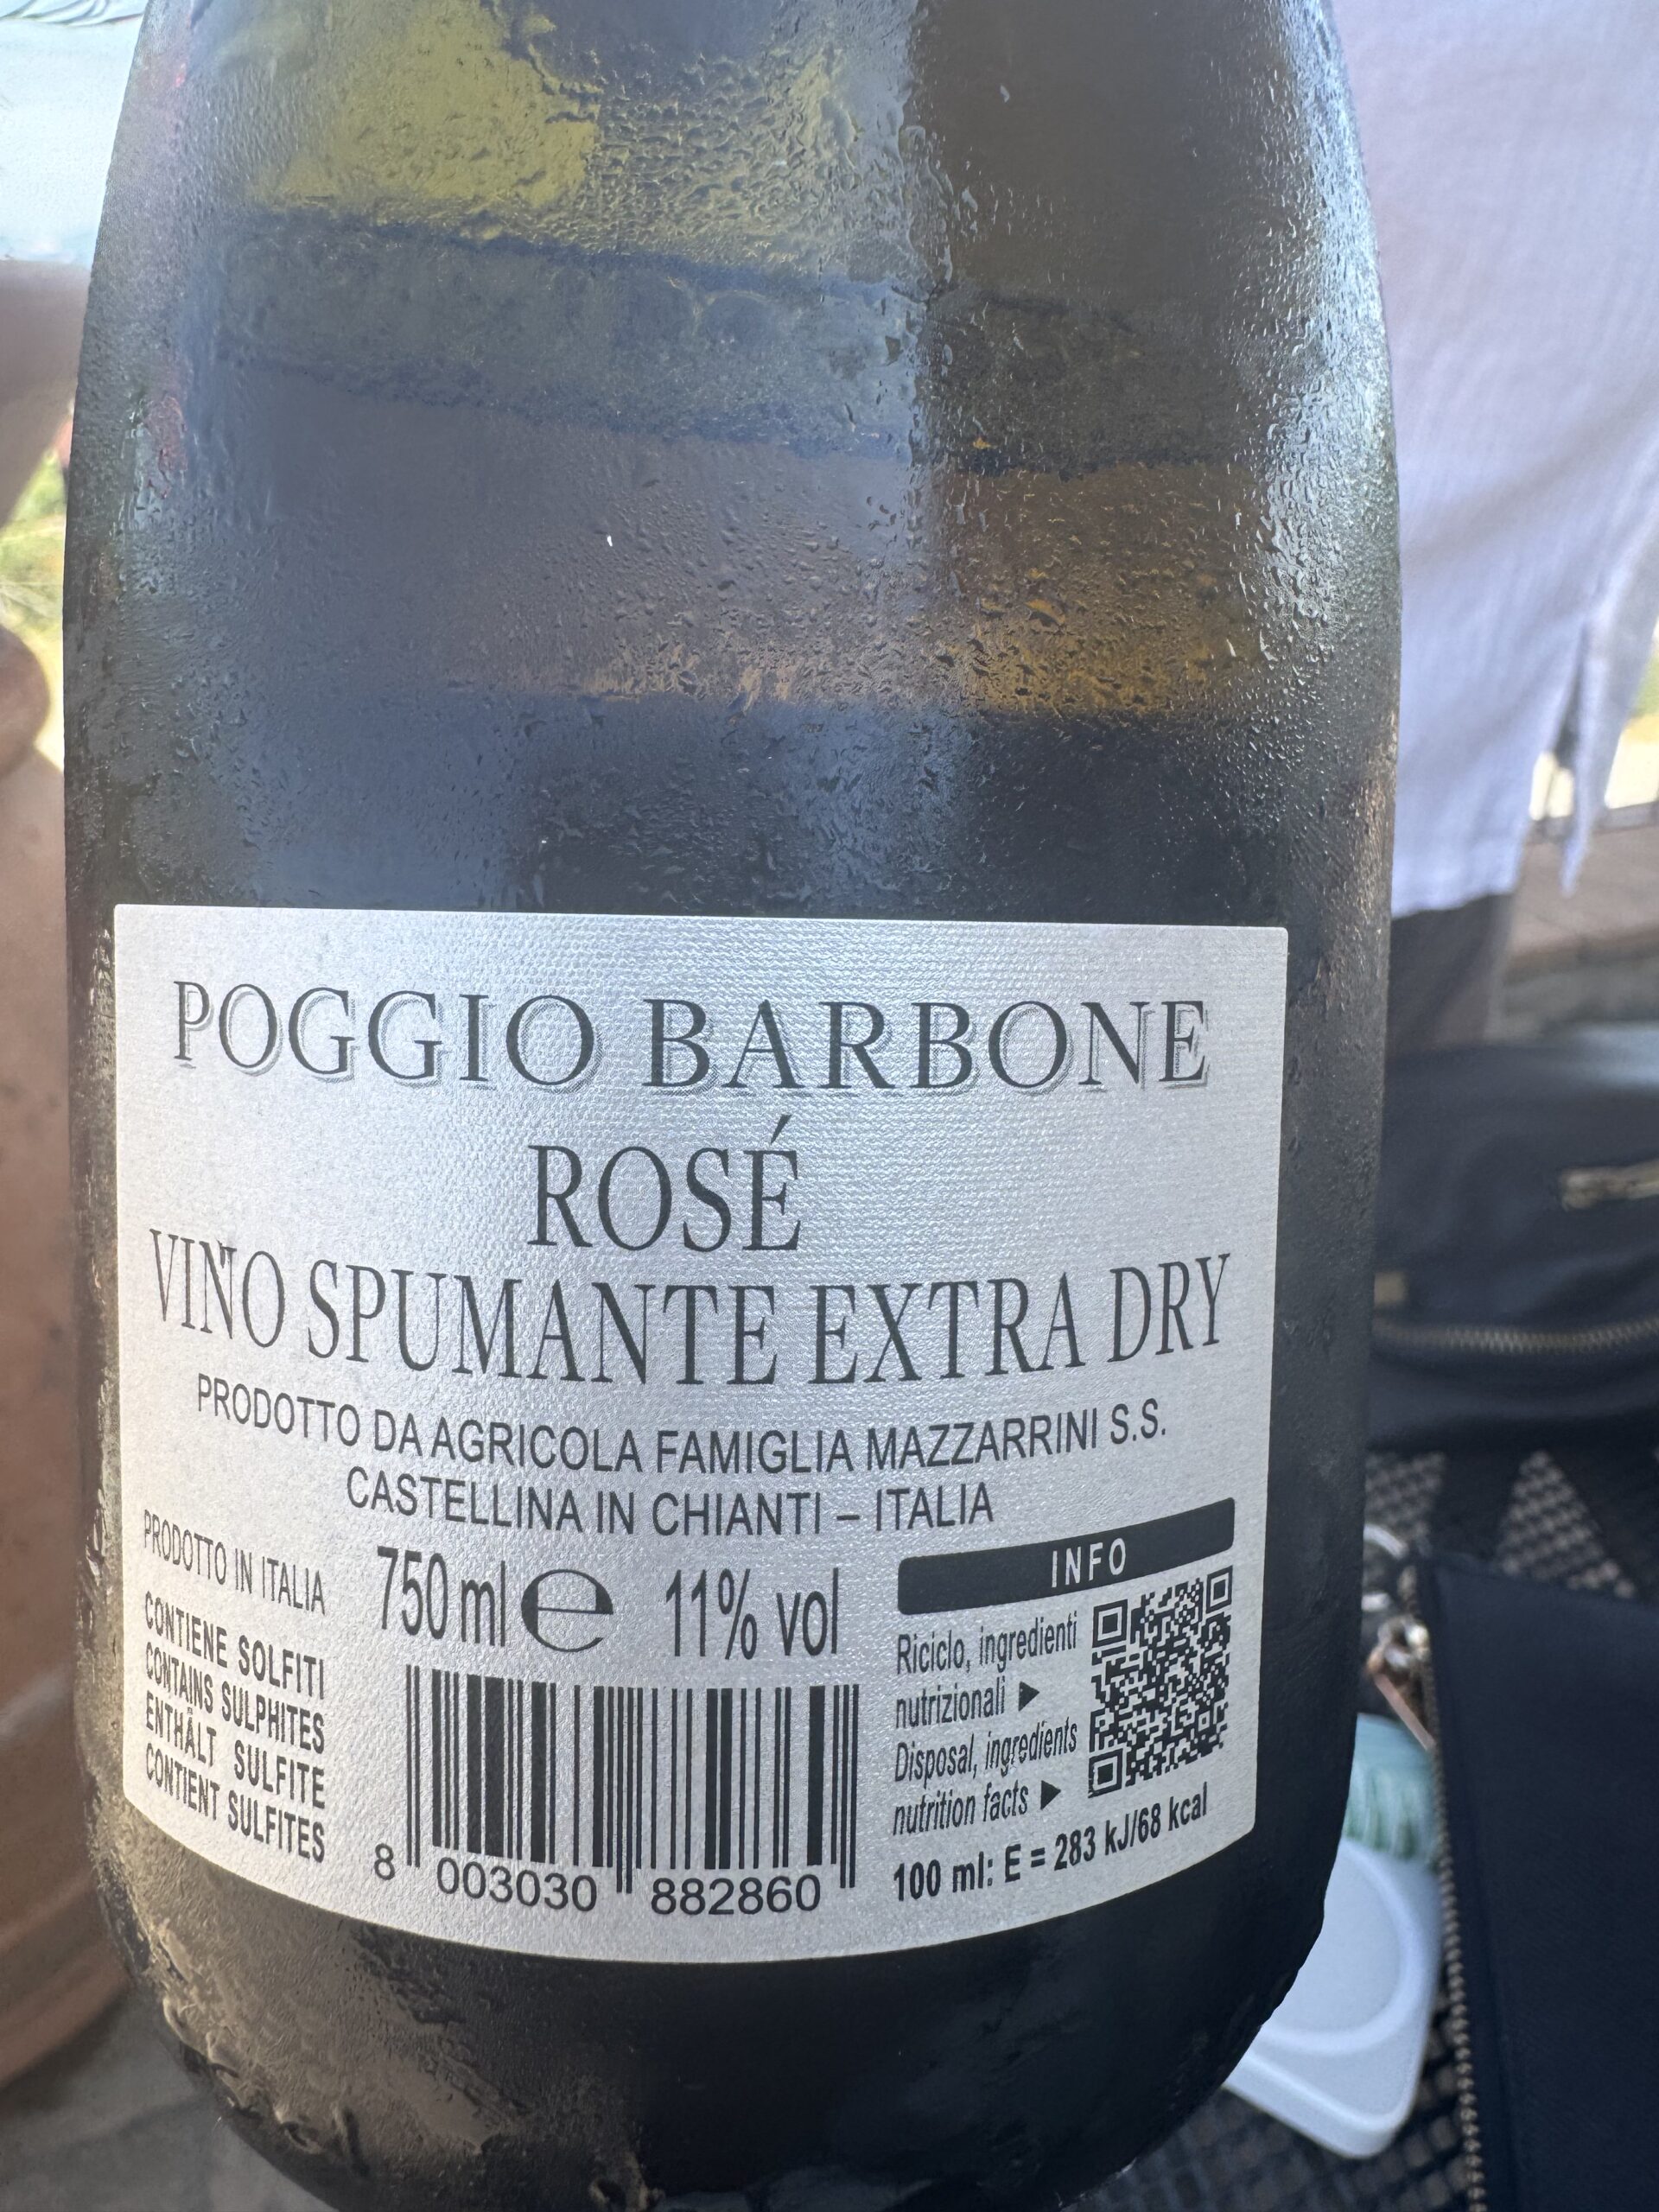 POGGIO BARBONE
ROSÉ
VINO SPUMANTE EXTRA DRY
PRODOTTO DA AGRICOLA FAMIGLIA MAZZARRINI S.S.
CASTELLINA IN CHIANTI – ITALIA
PRODOTTO IN ITALIA
CONTIENE SOLFITI
CONTAINS SULPHITES
ENTHÄLT SULFITE
CONTIENT SULFITES
750 ml e 11% vol
8 003030 882860
INFO
Riciclo, ingredienti
nutrizionali ▶
Disposal, ingredients
nutrition facts ▶
100 ml: E = 283 kJ/68 kcal